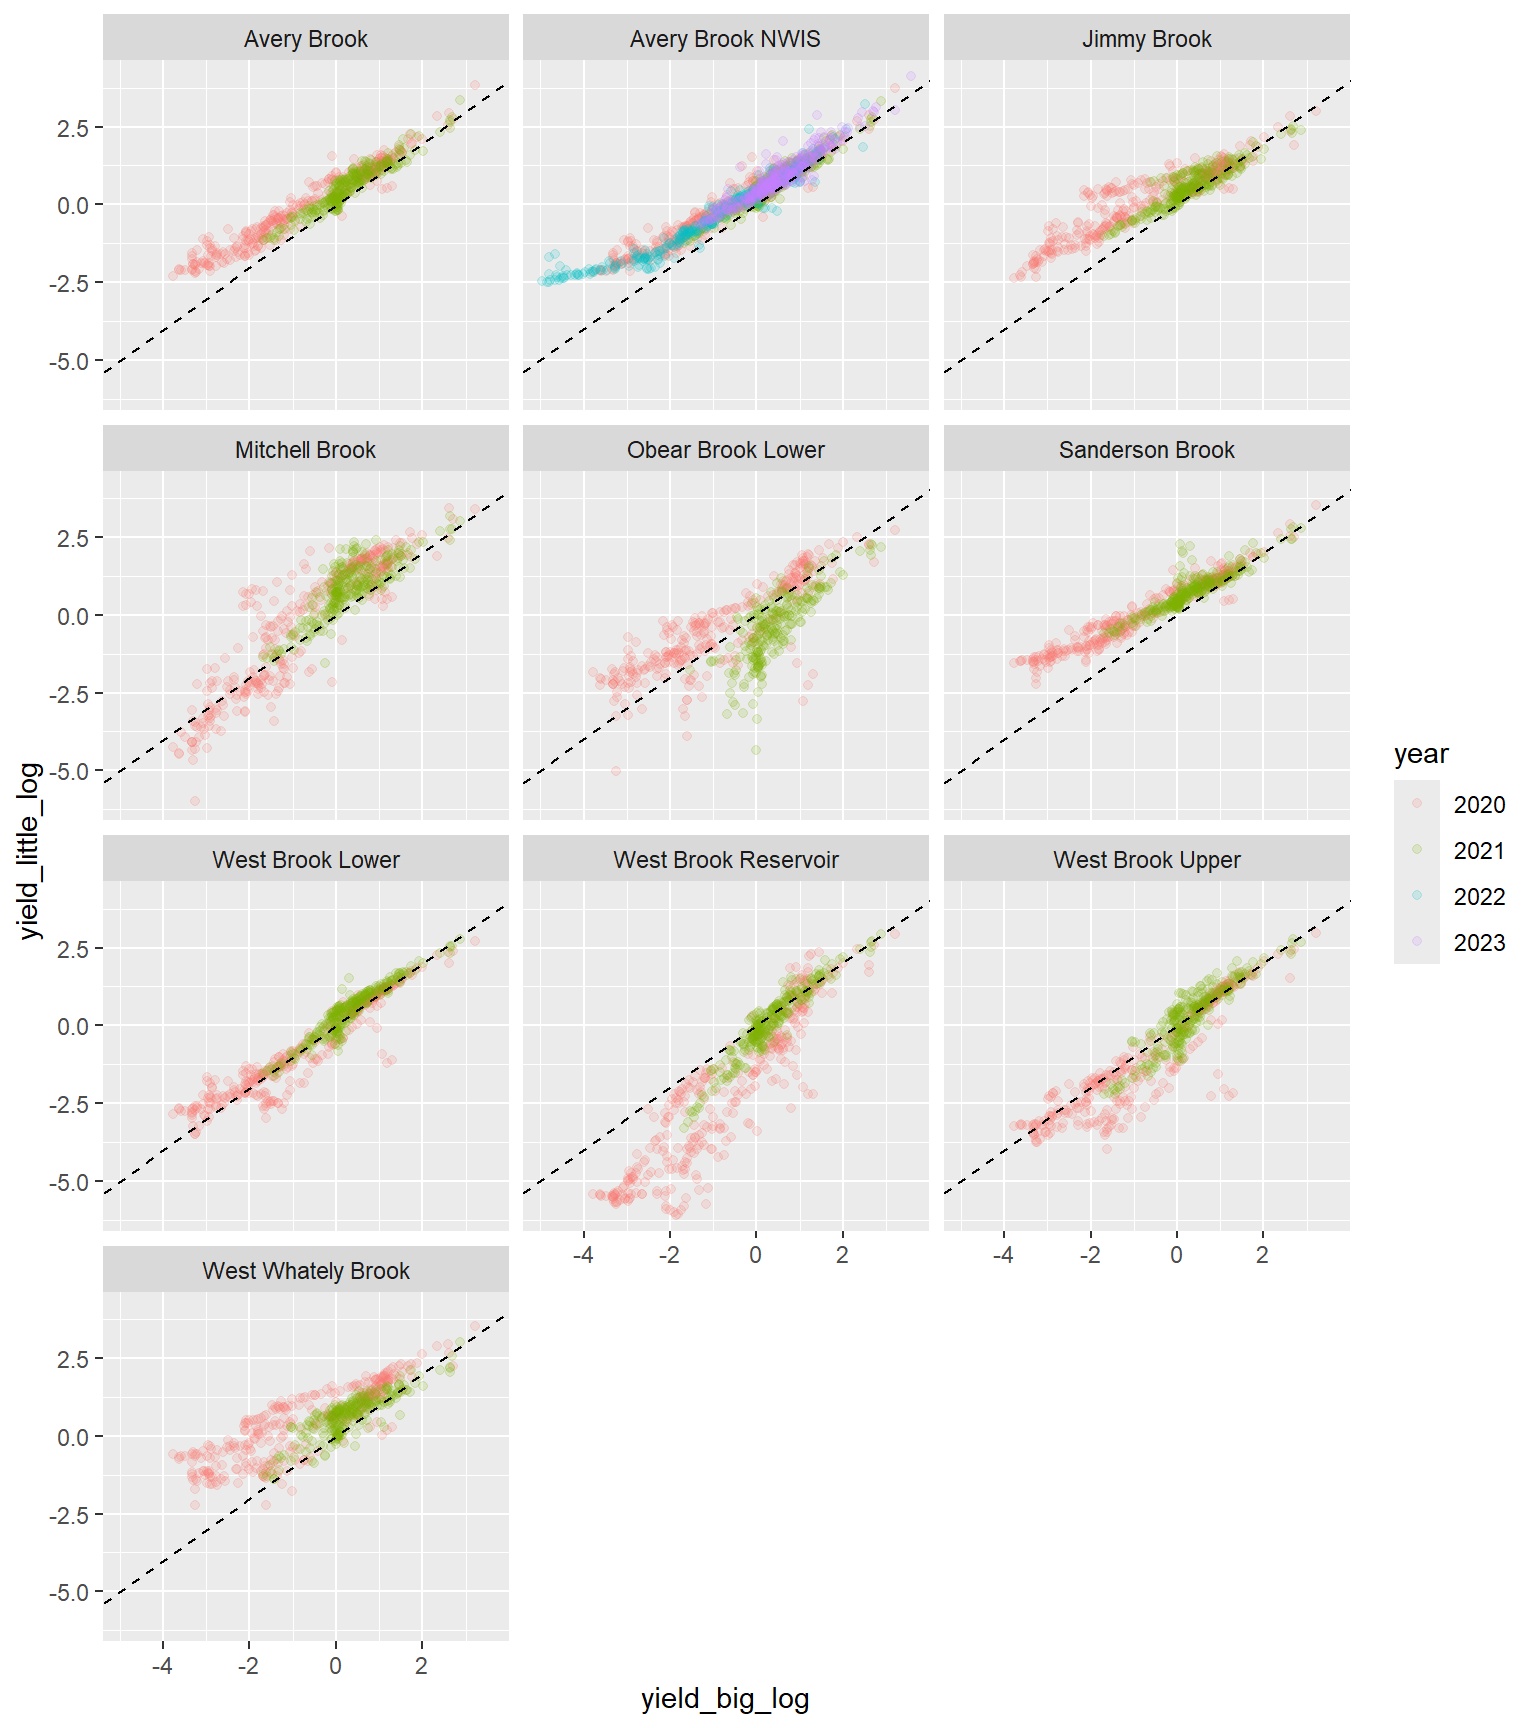 Avery Brook
Avery Brook NWIS
Jimmy Brook
2.5
0.0
-2.5
-5.0
Mitchell Brook
Obear Brook Lower
Sanderson Brook
2.5
0.0
-2.5
-5.0
yield_little_log
year
2020
2021
2022
2023
West Brook Lower
West Brook Reservoir
West Brook Upper
2.5
0.0
-2.5
-5.0
-4 -2 0 2
-4 -2 0 2
West Whately Brook
2.5
0.0
-2.5
-5.0
-4 -2 0 2
yield_big_log